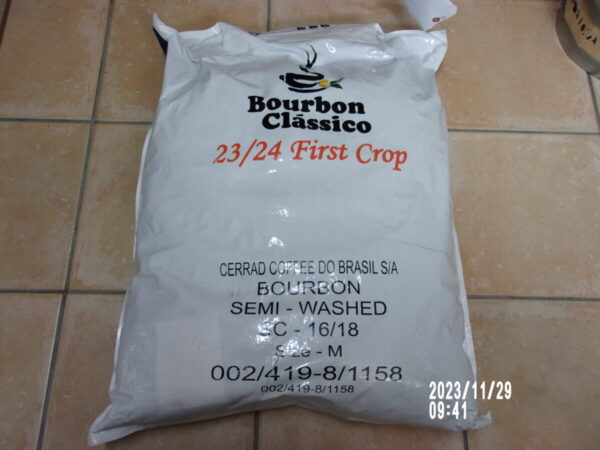 Bourbon
Clássico
23/24 First Crop
CERRAD COFFEE DO BRASIL S/A
BOURBON
SEMI - WASHED
SC - 16/18
Size - M
002/419-8/1158
002/419-8/1158
2023/11/29
09:41